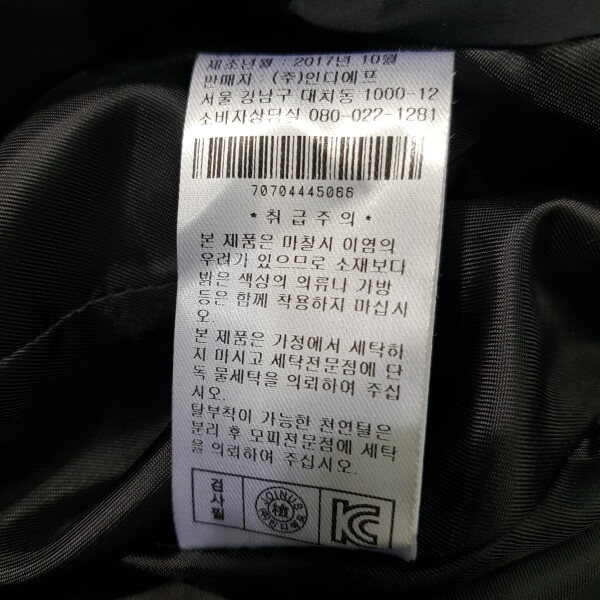 제조년월 : 2017년 10월
판매처 (주)인디에프
서울 강남구 대치동 1000-12
소비자상담실 080-022-1281
70704445066
*취급주의*
본 제품은 마찰시 이염의
우려가 있으므로 소재보다
밝은 색상의 의류나 가방
등은 함께 착용하지 마십시
오.
본 제품은 가정에서 세탁하
지 마시고 세탁전문점에 단
독 물세탁을 의뢰하여 주십
시오.
탈부착이 가능한 천연털은
분리 후 모피전문점에 세탁
을 의뢰하여 주십시오.
검사필
JOINUS
(주)인디에프
KC